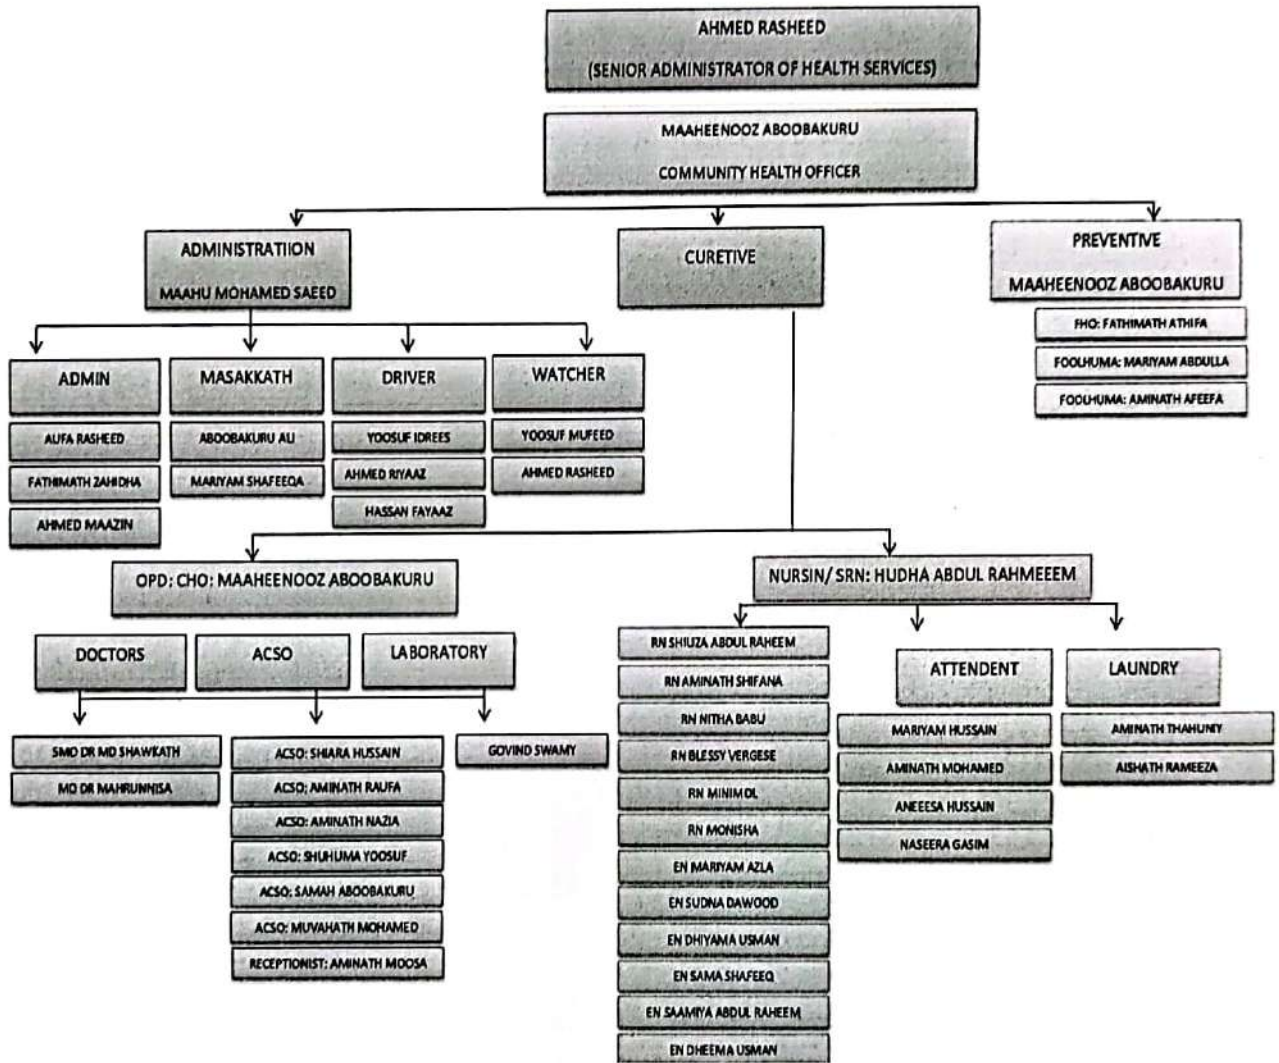 AHMED RASHEED
(SENIOR ADMINISTRATOR OF HEALTH SERVICES)
MAAHEENOOZ ABOOBAKURU
COMMUNITY HEALTH OFFICER
ADMINISTRATIION
MAAHU MOHAMED SAEED
CURETIVE
PREVENTIVE
MAAHEENOOZ ABOOBAKURU
FHO: FATHIMATH ATHIFA
FOOLHUMA: MARIYAM ABDULLA
FOOLHUMA: AMINATH AFEEFA
ADMIN
AUFA RASHEED
FATHIMATH ZAHIDHA
AHMED MAAZIN
MASAKKATH
ABOOBAKURU ALI
MARIYAM SHAFEEQA
DRIVER
YOOSUF IDREES
AHMED RIYAAZ
HASSAN FAYAAZ
WATCHER
YOOSUF MUFEED
AHMED RASHEED
OPD: CHO: MAAHEENOOZ ABOOBAKURU
DOCTORS
SMO DR MD SHAWKATH
MO DR MAHRUNNISA
ACSO
ACSO: SHIARA HUSSAIN
ACSO: AMINATH RAUFA
ACSO: AMINATH NAZIA
ACSO: SHUHUMA YOOSUF
ACSO: SAMAH ABOOBAKURU
ACSO: MUVAHATH MOHAMED
RECEPTIONIST: AMINATH MOOSA
LABORATORY
GOVIND SWAMY
NURSIN/ SRN: HUDHA ABDUL RAHMEEEM
RN SHIUZA ABDUL RAHEEM
RN AMINATH SHIFANA
RN NITHA BABU
RN BLESSY VERGESE
RN MINIMOL
RN MONISHA
EN MARIYAM AZLA
EN SUDNA DAWOOD
EN DHIYAMA USMAN
EN SAMA SHAFEEQ
EN SAAMIYA ABDUL RAHEEM
EN DHEEMA USMAN
ATTENDENT
MARIYAM HUSSAIN
AMINATH MOHAMED
ANEEESA HUSSAIN
NASEERA GASIM
LAUNDRY
AMINATH THAHUNIY
AISHATH RAMEEZA